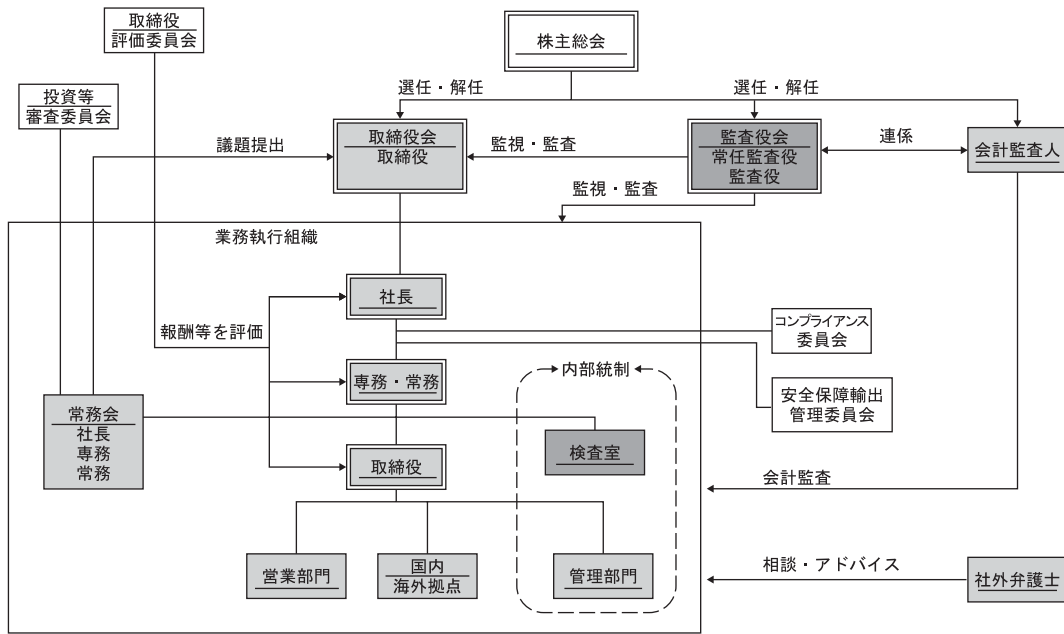 取締役
評価委員会
株主総会
投資等
審査委員会
選任・解任
選任・解任
議題提出
取締役会
取締役
監視・監査
監査役会
常任監査役
監査役
連係
会計監査人
監視・監査
業務執行組織
社長
報酬等を評価
コンプライアンス
委員会
専務・常務
内部統制
安全保障輸出
管理委員会
常務会
社長
専務
常務
取締役
検査室
会計監査
営業部門
国内
海外拠点
管理部門
相談・アドバイス
社外弁護士